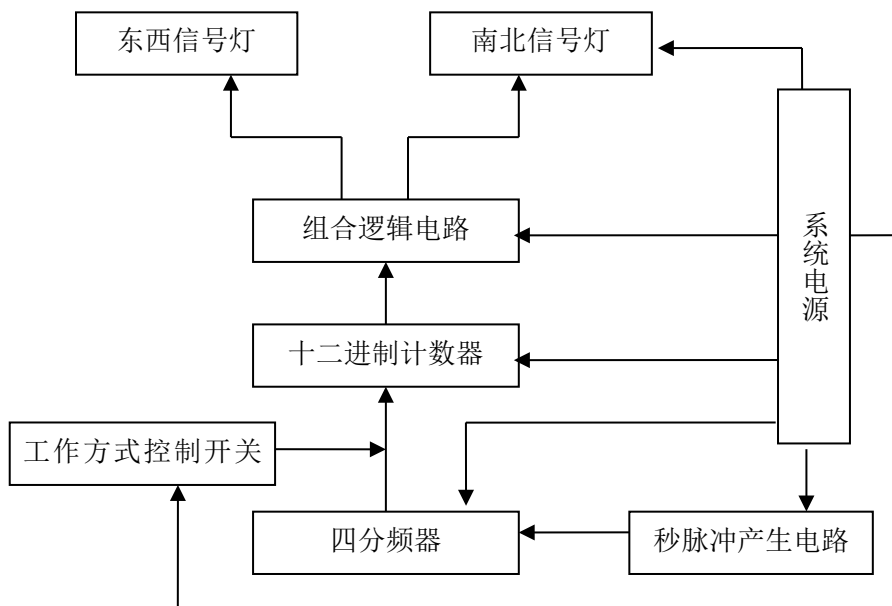 东西信号灯
南北信号灯
组合逻辑电路
系统电源
十二进制计数器
工作方式控制开关
四分频器
秒脉冲产生电路